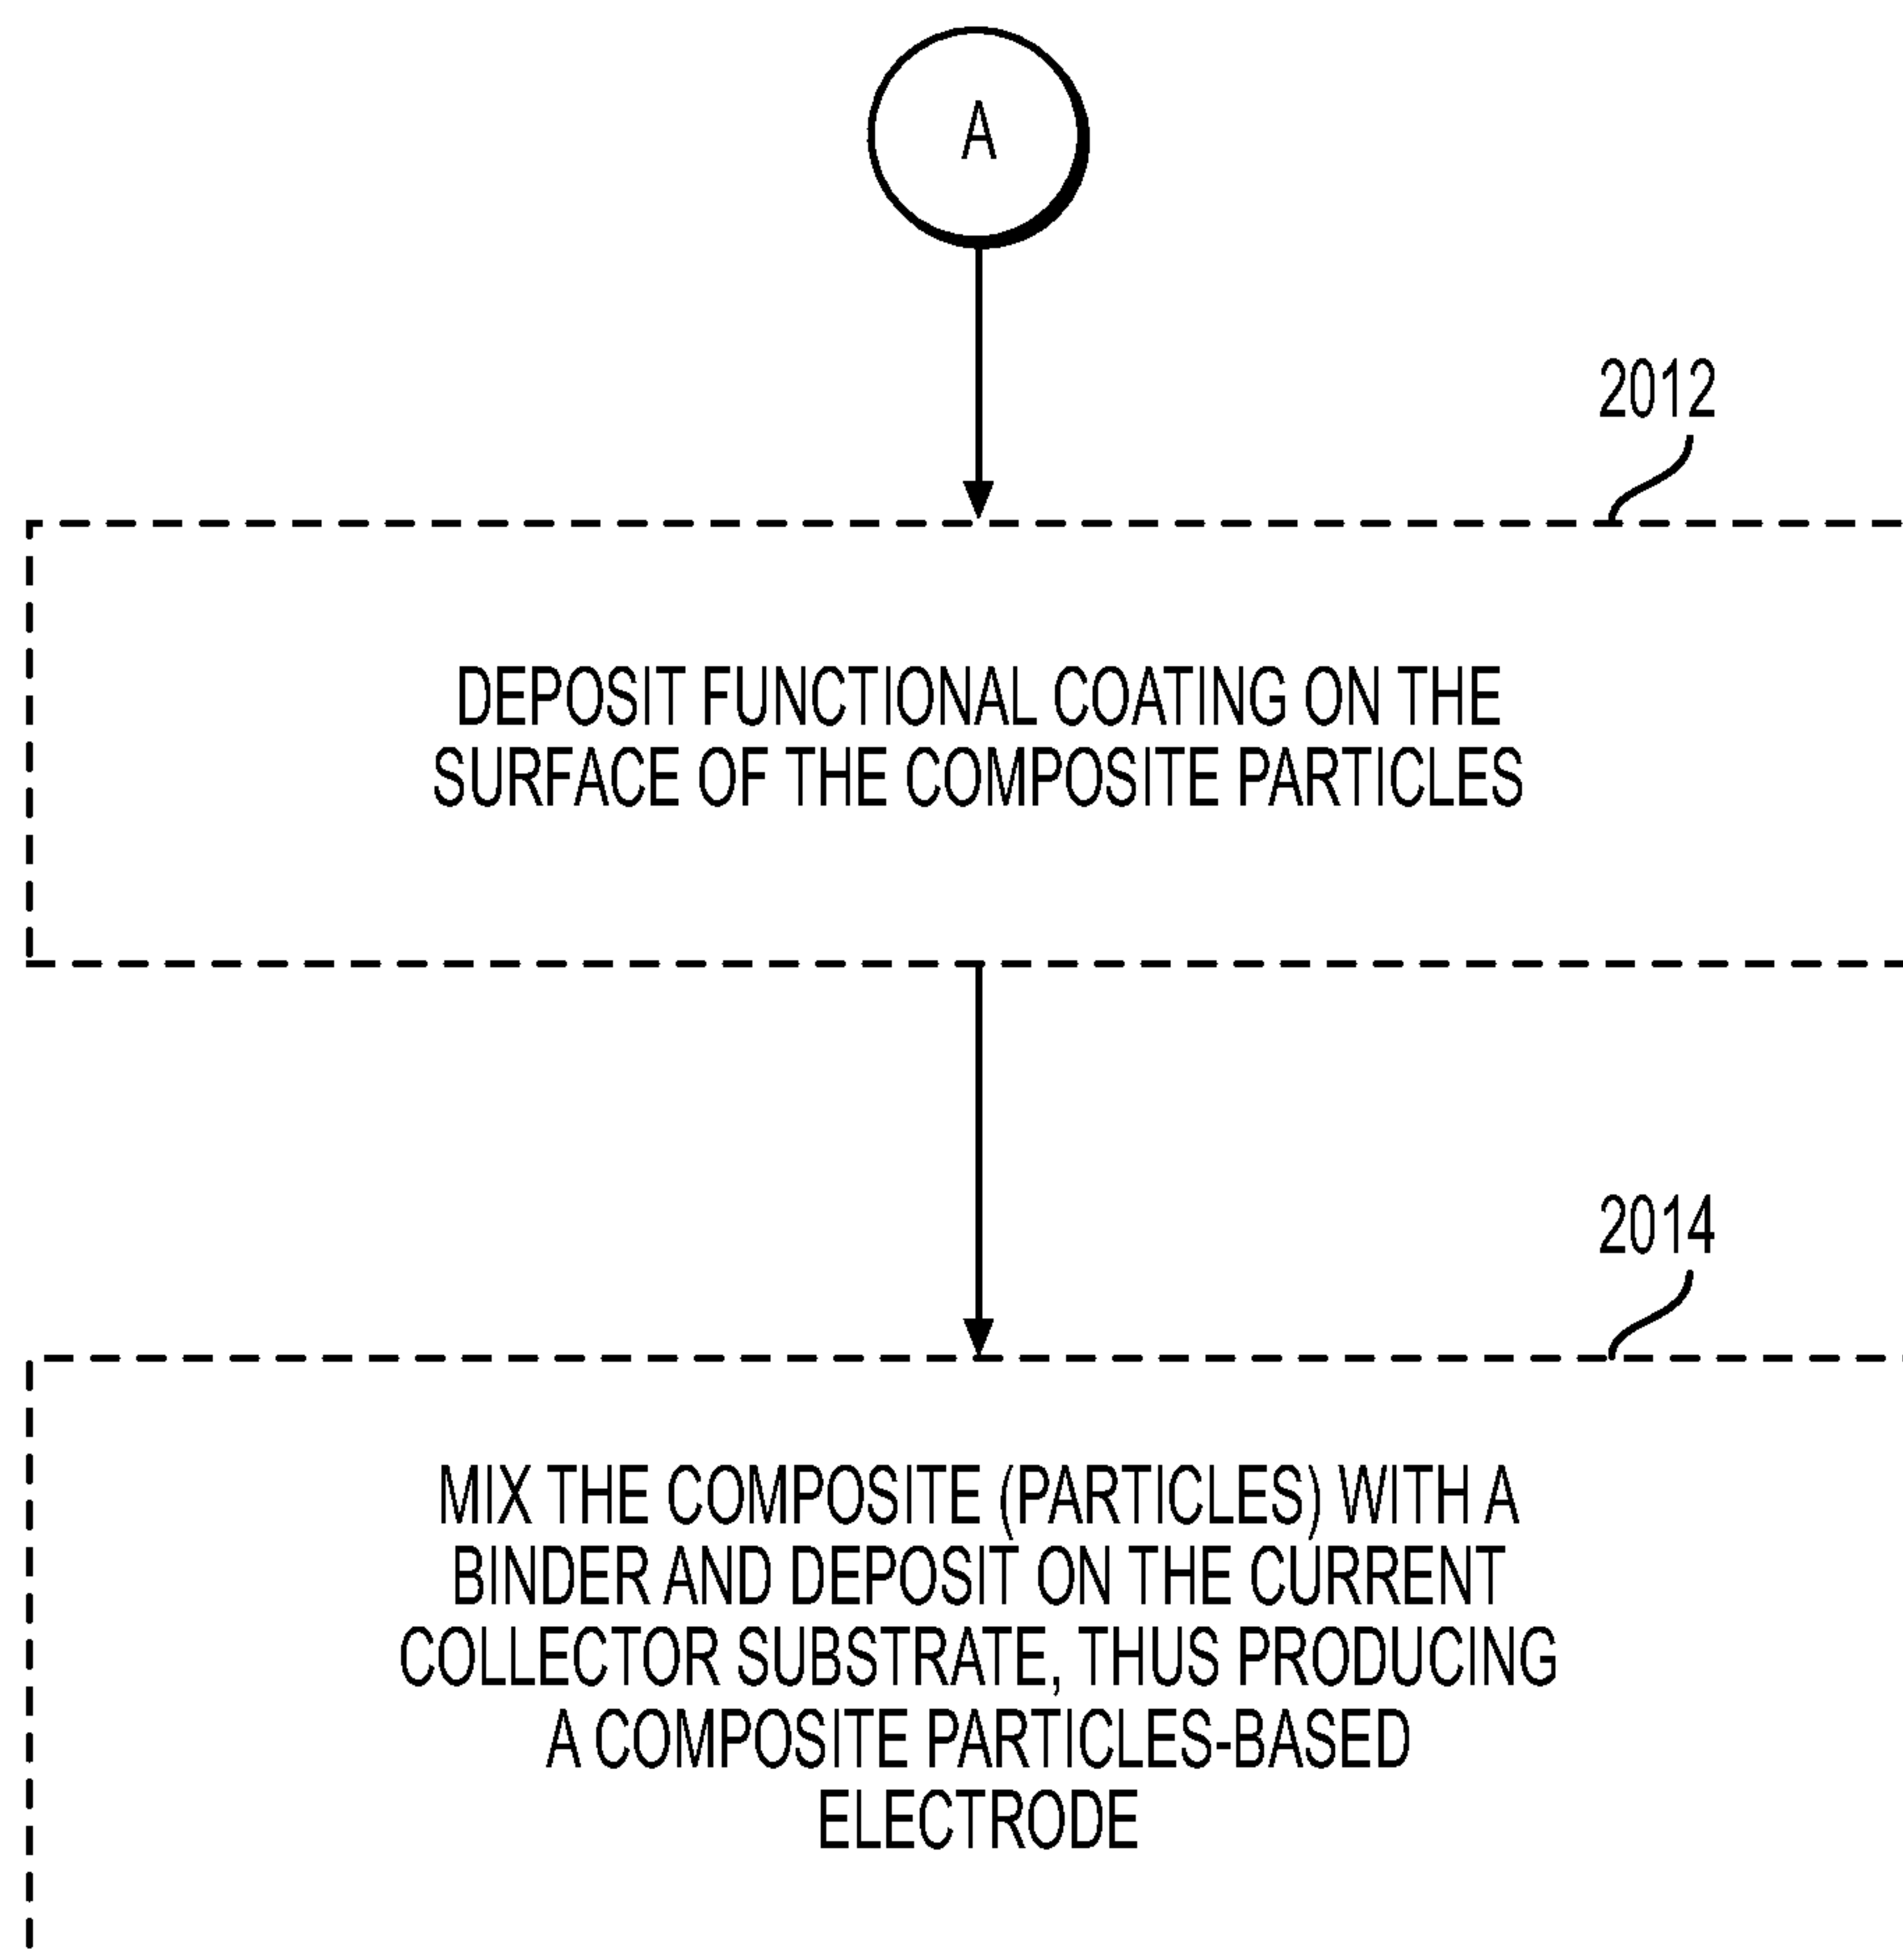 A
2012
DEPOSIT FUNCTIONAL COATING ON THE
SURFACE OF THE COMPOSITE PARTICLES
2014
MIX THE COMPOSITE (PARTICLES) WITH A
BINDER AND DEPOSIT ON THE CURRENT
COLLECTOR SUBSTRATE, THUS PRODUCING
A COMPOSITE PARTICLES-BASED
ELECTRODE